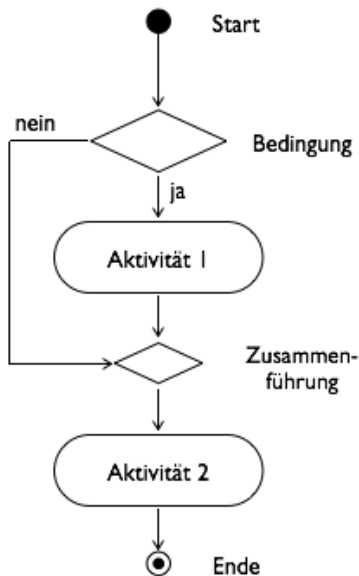 Start
nein
Bedingung
ja
Aktivität 1
Zusammen-
führung
Aktivität 2
Ende